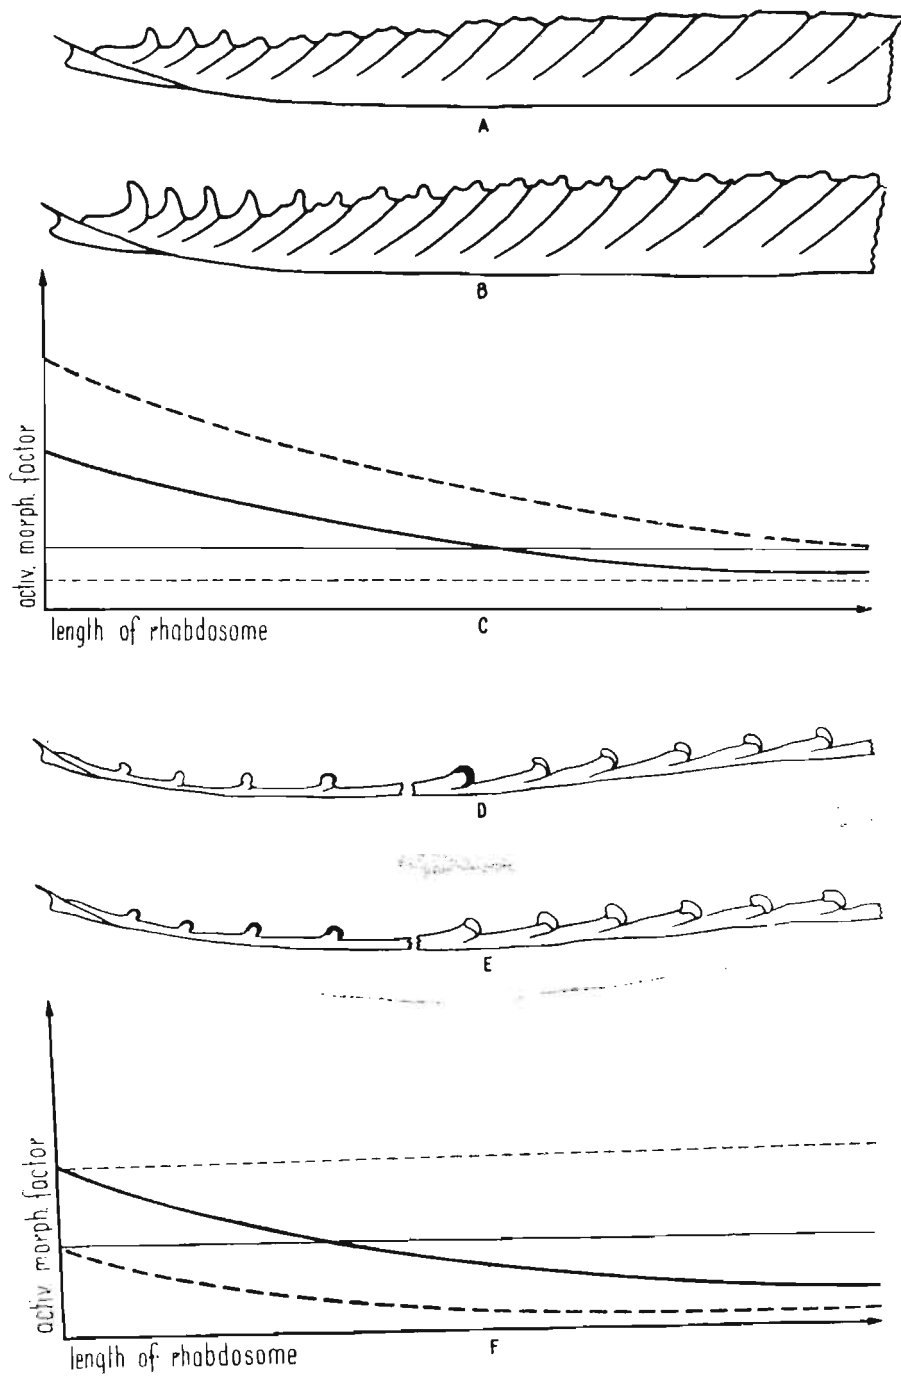 A
B
activ. morph. factor
length of rhabdosome
C
D
E
activ. morph. factor
length of rhabdosome
F